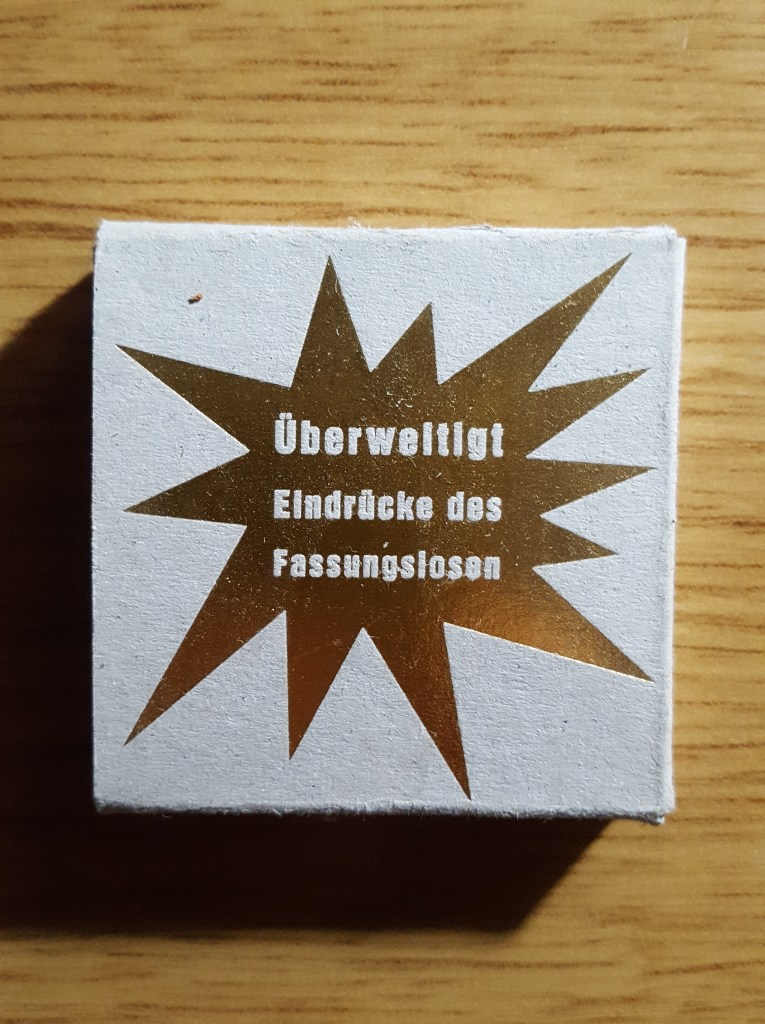 Überweltigt
Eindrücke des
Fassungslosen